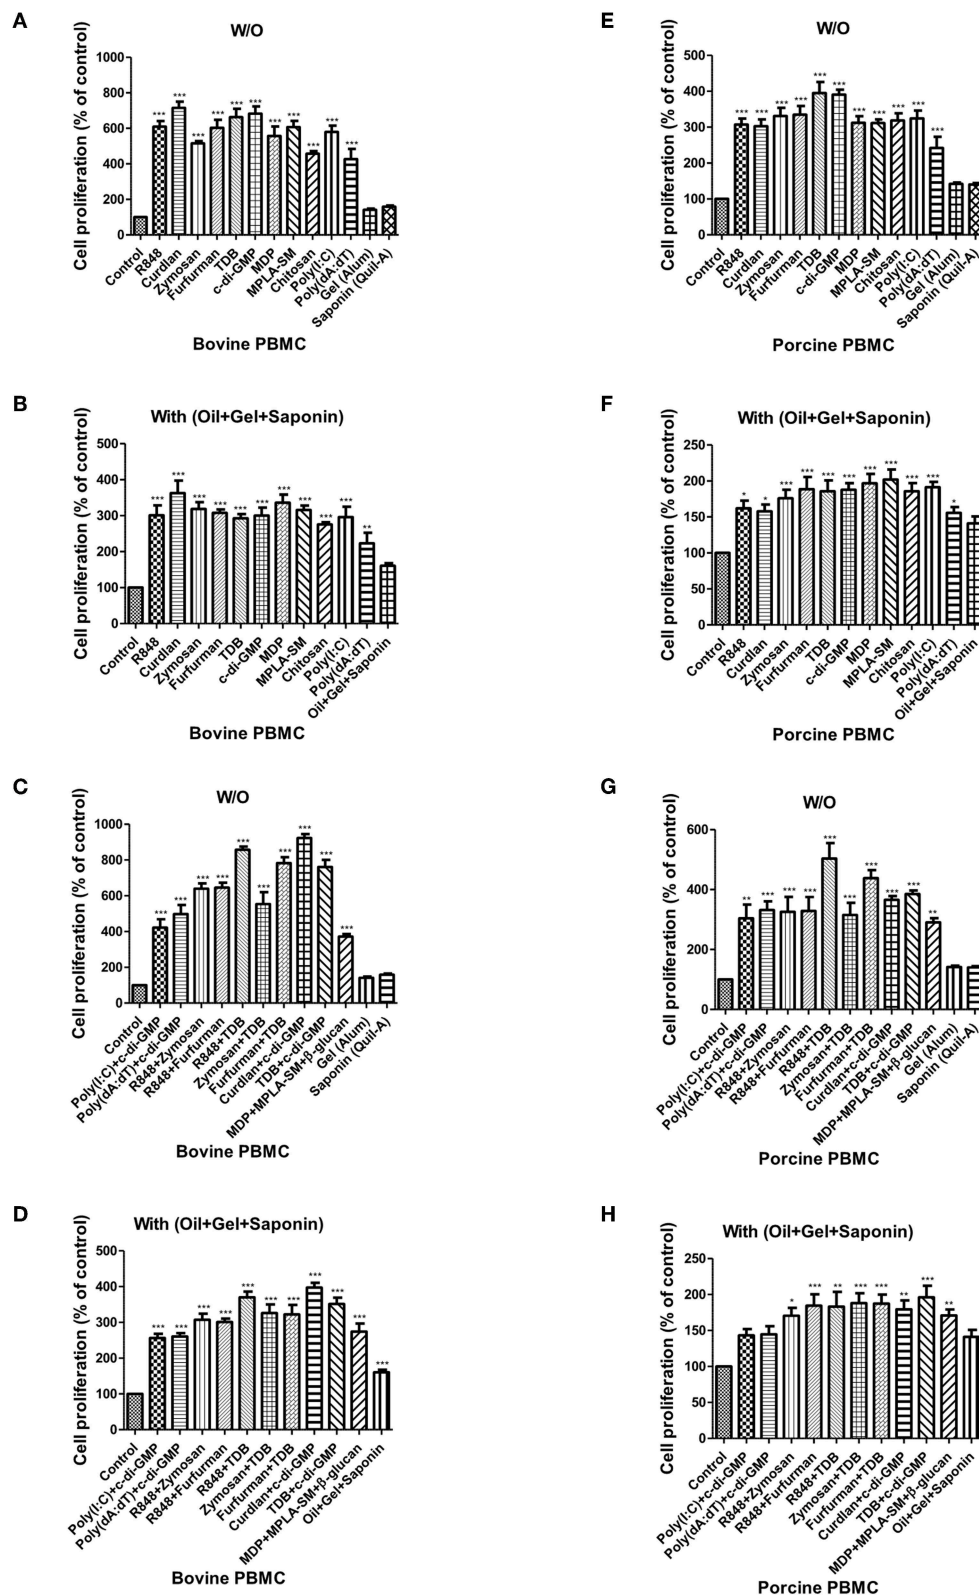 A
W/O
Cell proliferation (% of control)
1000
800
600
400
200
0
*** *** *** *** *** *** *** *** *** *** ***
Control
R848
Curdlan
Zymosan
Furfurman
TDB
c-di-GMP
MDP
MPLA-SM
Chitosan
Poly(I:C)
Poly(dA:dT)
Gel (Alum)
Saponin (Quil-A)
Bovine PBMC
E
W/O
Cell proliferation (% of control)
500
400
300
200
100
0
*** *** *** *** *** *** *** *** *** *** ***
Control
R848
Curdlan
Zymosan
Furfurman
TDB
c-di-GMP
MDP
MPLA-SM
Chitosan
Poly(I:C)
Poly(dA:dT)
Gel (Alum)
Saponin (Quil-A)
Porcine PBMC
B
With (Oil+Gel+Saponin)
Cell proliferation (% of control)
500
400
300
200
100
0
*** *** *** *** *** *** *** *** *** *** **
Control
R848
Curdlan
Zymosan
Furfurman
TDB
c-di-GMP
MDP
MPLA-SM
Chitosan
Poly(I:C)
Poly(dA:dT)
Oil+Gel+Saponin
Bovine PBMC
F
With (Oil+Gel+Saponin)
Cell proliferation (% of control)
250
200
150
100
50
0
* * *** *** *** *** *** *** *** *** *
Control
R848
Curdlan
Zymosan
Furfurman
TDB
c-di-GMP
MDP
MPLA-SM
Chitosan
Poly(I:C)
Poly(dA:dT)
Oil+Gel+Saponin
Porcine PBMC
C
W/O
Cell proliferation (% of control)
1000
800
600
400
200
0
*** *** *** *** *** *** *** *** *** ***
Control
Poly(I:C)+c-di-GMP
Poly(dA:dT)+c-di-GMP
R848+Zymosan
R848+Furfurman
R848+TDB
Zymosan+TDB
Furfurman+TDB
Curdlan+c-di-GMP
TDB+c-di-GMP
MDP+MPLA-SM+β-glucan
Gel (Alum)
Saponin (Quil-A)
Bovine PBMC
G
W/O
Cell proliferation (% of control)
600
400
200
0
** *** *** *** *** *** *** *** *** **
Control
Poly(I:C)+c-di-GMP
Poly(dA:dT)+c-di-GMP
R848+Zymosan
R848+Furfurman
R848+TDB
Zymosan+TDB
Furfurman+TDB
Curdlan+c-di-GMP
TDB+c-di-GMP
MDP+MPLA-SM+β-glucan
Gel (Alum)
Saponin (Quil-A)
Porcine PBMC
D
With (Oil+Gel+Saponin)
Cell proliferation (% of control)
500
400
300
200
100
0
*** *** *** *** *** *** *** *** *** *** ***
Control
Poly(I:C)+c-di-GMP
Poly(dA:dT)+c-di-GMP
R848+Zymosan
R848+Furfurman
R848+TDB
Zymosan+TDB
Furfurman+TDB
Curdlan+c-di-GMP
TDB+c-di-GMP
MDP+MPLA-SM+β-glucan
Oil+Gel+Saponin
Bovine PBMC
H
With (Oil+Gel+Saponin)
Cell proliferation (% of control)
250
200
150
100
50
0
* *** ** *** *** ** *** **
Control
Poly(I:C)+c-di-GMP
Poly(dA:dT)+c-di-GMP
R848+Zymosan
R848+Furfurman
R848+TDB
Zymosan+TDB
Furfurman+TDB
Curdlan+c-di-GMP
TDB+c-di-GMP
MDP+MPLA-SM+β-glucan
Oil+Gel+Saponin
Porcine PBMC